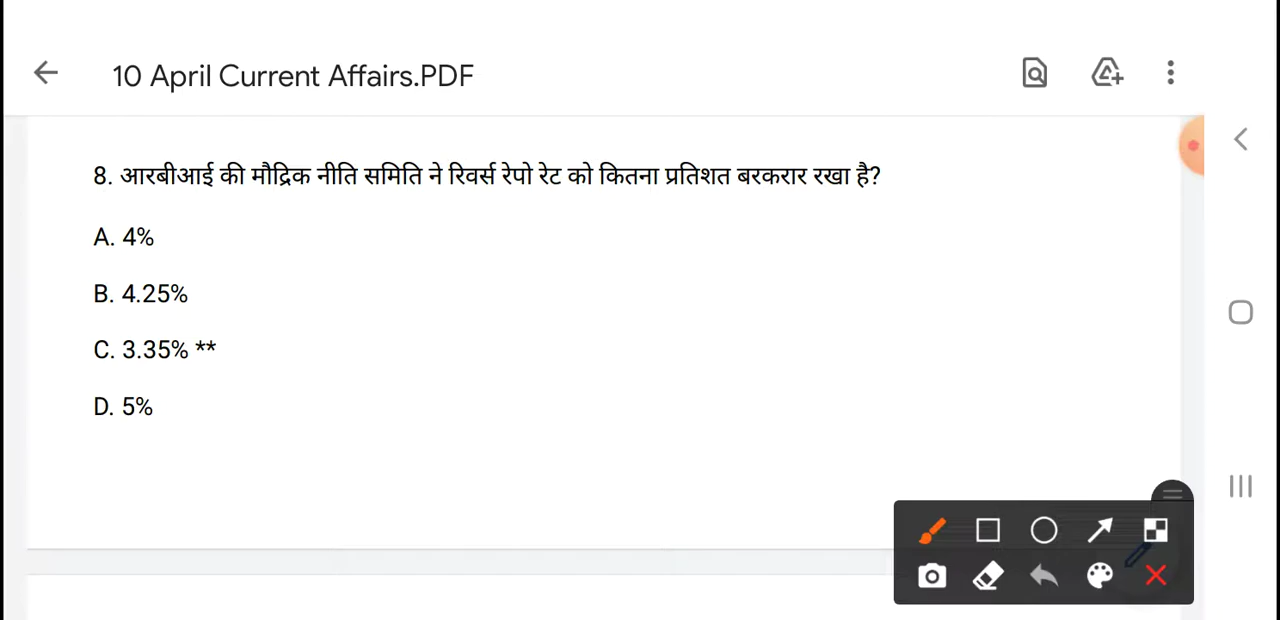 10 April Current Affairs.PDF
8. आरबीआई की मौद्रिक नीति समिति ने रिवर्स रेपो रेट को कितना प्रतिशत बरकरार रखा है?
A. 4%
B. 4.25%
C. 3.35% **
D. 5%